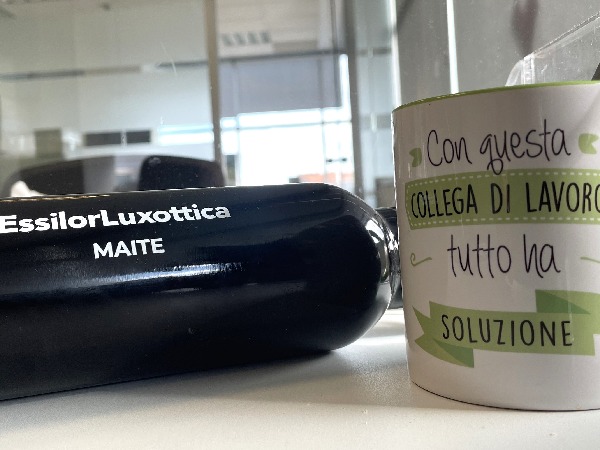 EssilorLuxottica
MAITE
Con questa
COLLEGA DI LAVORO
tutto ha
SOLUZIONE